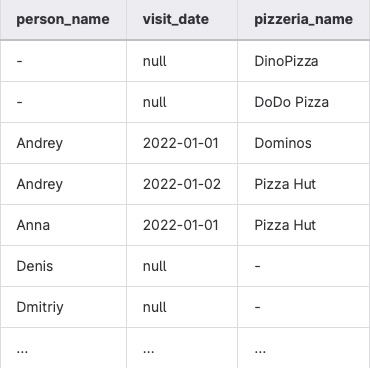 person_name visit_date pizzeria_name
- null DinoPizza
- null DoDo Pizza
Andrey 2022-01-01 Dominos
Andrey 2022-01-02 Pizza Hut
Anna 2022-01-01 Pizza Hut
Denis null -
Dmitriy null -
... ... ...